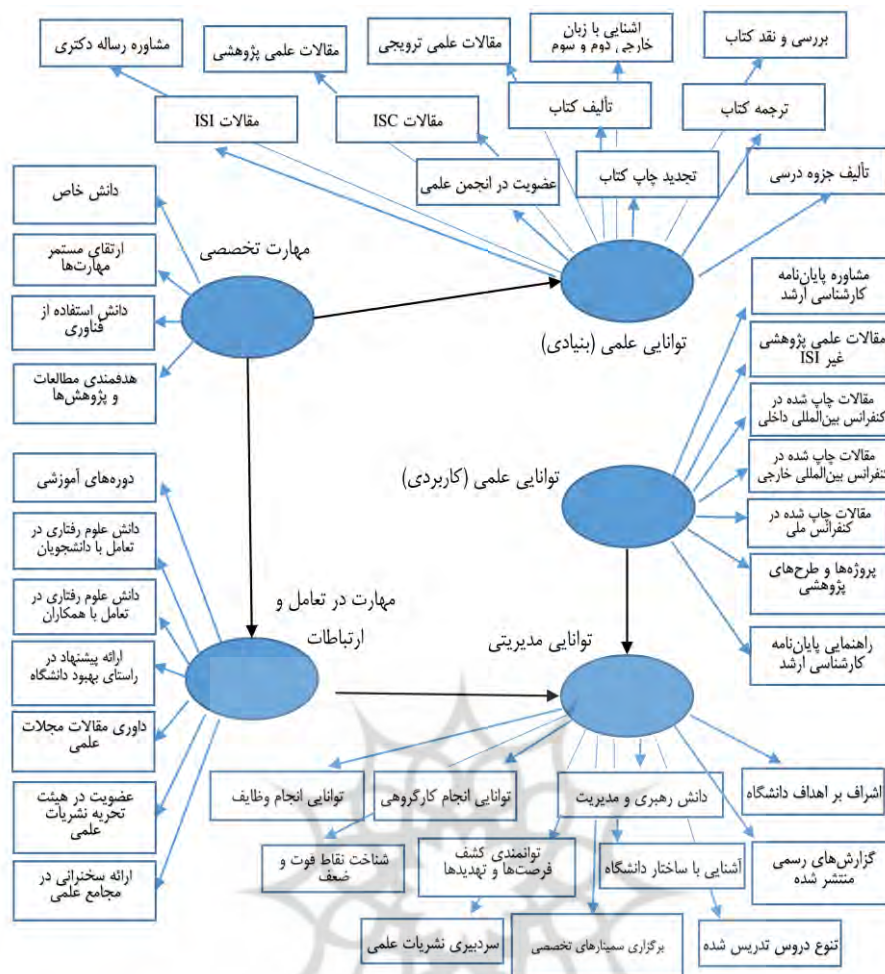 مشاوره رساله دکتری
مقالات علمی پژوهشی
مقالات علمی ترویجی
اشنایی با زبان
خارجی دوم و سوم
بررسی و نقد کتاب
مقالات ISI
مقالات ISC
تألیف کتاب
ترجمه کتاب
عضویت در انجمن علمی
تجدید چاپ کتاب
تألیف جزوه درسی
مهارت تخصصی
دانش خاص
ارتقای مستمر
مهارت‌ها
دانش استفاده از
فناوری
هدفمندی مطالعات
و پژوهش‌ها
توانایی علمی (بنیادی)
مشاوره پایان‌نامه
کارشناسی ارشد
مقالات علمی پژوهشی
غیر ISI
مقالات چاپ شده در
کنفرانس بین‌المللی داخلی
مقالات چاپ شده در
کنفرانس بین‌المللی خارجی
مقالات چاپ شده در
کنفرانس ملی
پروژه‌ها و طرح‌های
پژوهشی
راهنمایی پایان‌نامه
کارشناسی ارشد
توانایی علمی (کاربردی)
دوره‌های آموزشی
دانش علوم رفتاری در
تعامل با دانشجویان
دانش علوم رفتاری در
تعامل با همکاران
ارائه پیشنهاد در
راستای بهبود دانشگاه
داوری مقالات مجلات
علمی
عضویت در هیئت
تحریه نشریات
علمی
ارائه سخنرانی در
مجامع علمی
مهارت در تعامل و
ارتباطات
توانایی مدیریتی
اشراف بر اهداف دانشگاه
دانش رهبری و مدیریت
توانایی انجام کارگروهی
توانایی انجام وظایف
گزارش‌های رسمی
منتشر شده
آشنایی با ساختار دانشگاه
توانمندی کشف
فرصت‌ها و تهدیدها
شناخت نقاط قوت و
ضعف
تنوع دروس تدریس شده
برگزاری سمینارهای تخصصی
سردبیری نشریات علمی